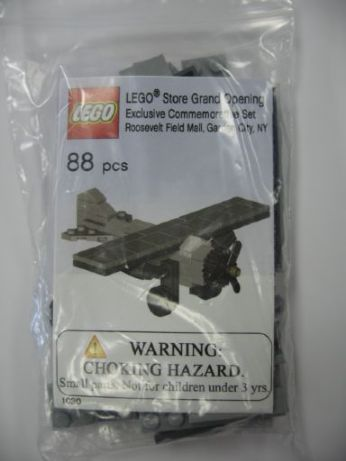 LEGO
LEGO® Store Grand Opening
Exclusive Commemorative Set
Roosevelt Field Mall, Garden City, NY
88 pcs
WARNING:
CHOKING HAZARD.
Small parts. Not for children under 3 yrs
1030